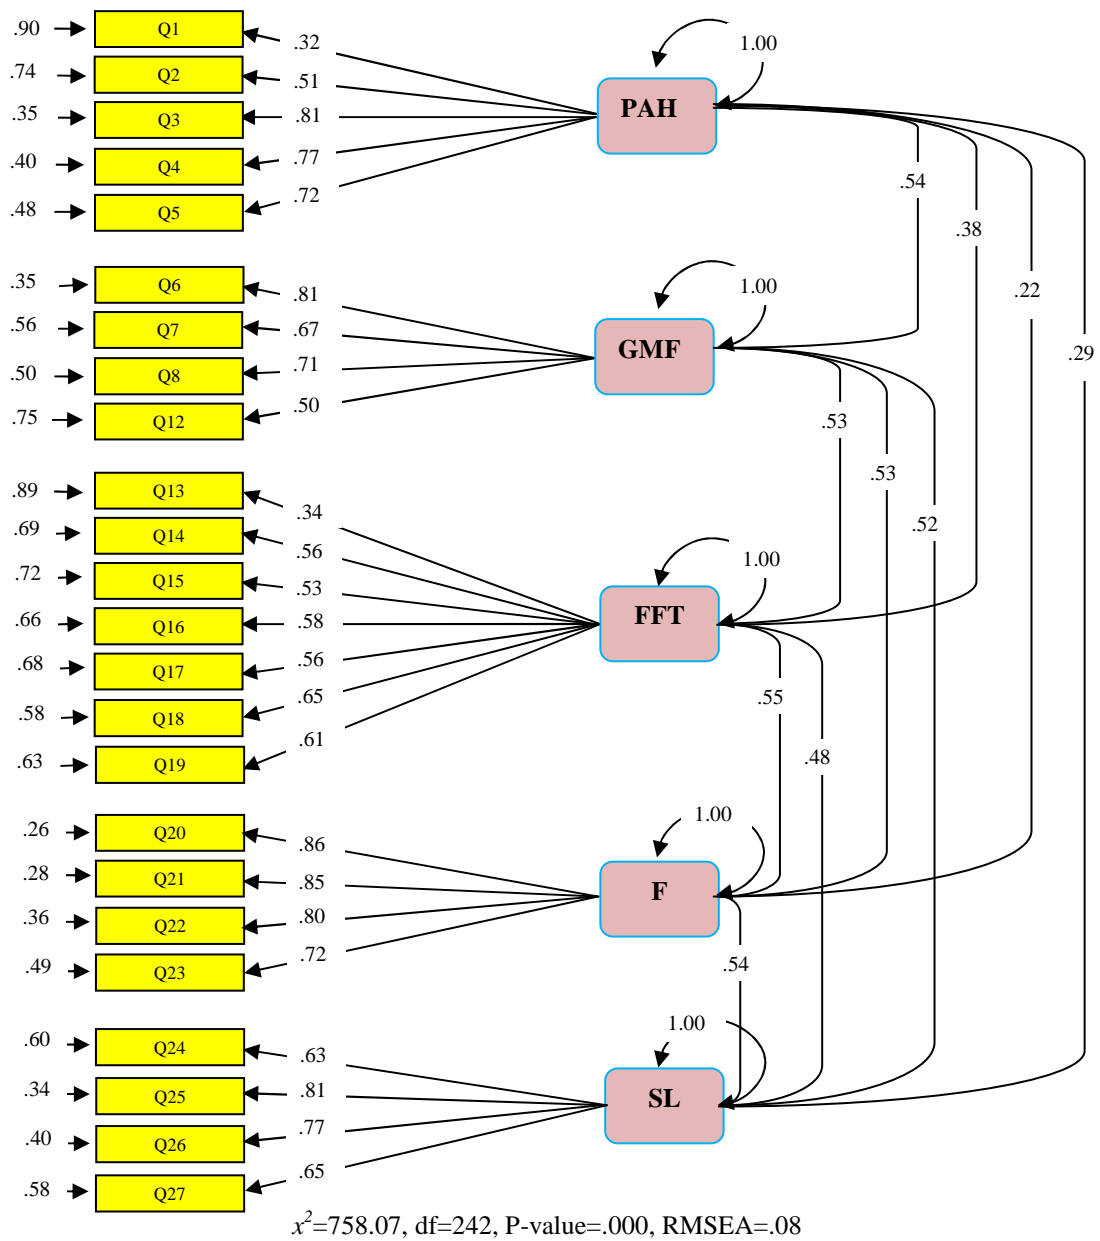 .90 Q1 .32
.74 Q2 .51
.35 Q3 .81
.40 Q4 .77
.48 Q5 .72
PAH 1.00
.35 Q6 .81
.56 Q7 .67
.50 Q8 .71
.75 Q12 .50
GMF 1.00
.89 Q13 .34
.69 Q14 .56
.72 Q15 .53
.66 Q16 .58
.68 Q17 .56
.58 Q18 .65
.63 Q19 .61
FFT 1.00
.26 Q20 .86
.28 Q21 .85
.36 Q22 .80
.49 Q23 .72
F 1.00
.60 Q24 .63
.34 Q25 .81
.40 Q26 .77
.58 Q27 .65
SL 1.00
.54
.38
.22
.29
.53
.53
.52
.55
.48
.54
x²=758.07, df=242, P-value=.000, RMSEA=.08